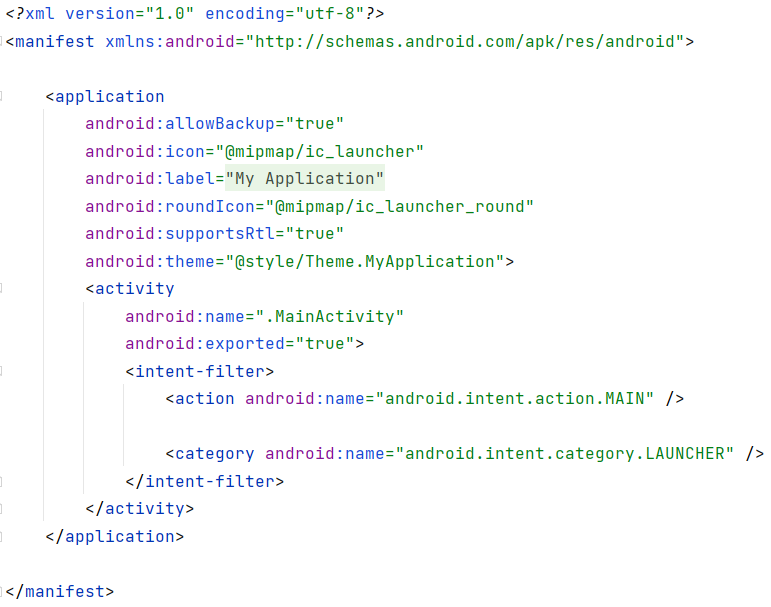 <?xml version="1.0" encoding="utf-8"?>
<manifest xmlns:android="http://schemas.android.com/apk/res/android">

    <application
        android:allowBackup="true"
        android:icon="@mipmap/ic_launcher"
        android:label="My Application"
        android:roundIcon="@mipmap/ic_launcher_round"
        android:supportsRtl="true"
        android:theme="@style/Theme.MyApplication">
        <activity
            android:name=".MainActivity"
            android:exported="true">
            <intent-filter>
                <action android:name="android.intent.action.MAIN" />

                <category android:name="android.intent.category.LAUNCHER" />
            </intent-filter>
        </activity>
    </application>

</manifest>